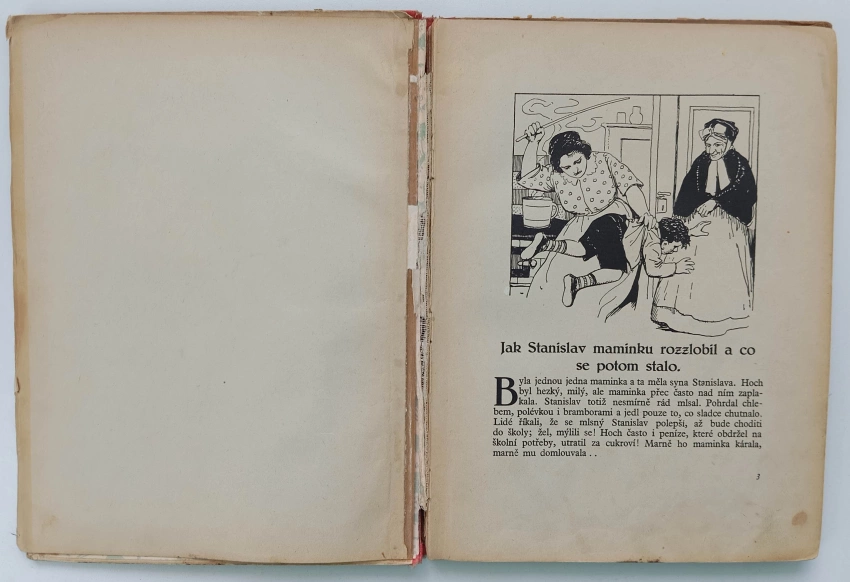 Jak Stanislav maminku rozzlobil a co
se potom stalo.
Byla jednou jedna maminka a ta měla syna Stanislava. Hoch
byl hezký, milý, ale maminka přec často nad ním zapla-
kala. Stanislav totiž nesmírně rád mlsal. Pohrdal chle-
bem, polévkou i bramborami a jedl pouze to, co sladce chutnalo.
Lidé říkali, že se mlsný Stanislav polepší, až bude choditi
do školy; žel, mýlili se! Hoch často i peníze, které obdržel na
školní potřeby, utratil za cukroví! Marně ho maminka kárala,
marně mu domlouvala . .
3